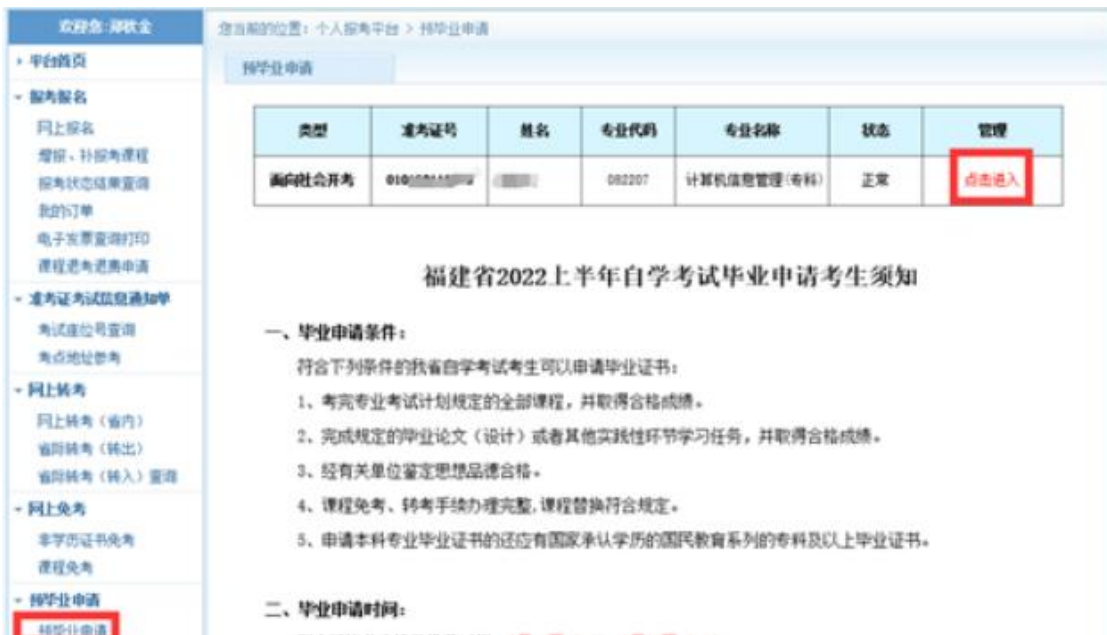 欢迎您:郑秋金
您当前的位置：个人报考平台 > 预毕业申请
平台首页
预毕业申请
报考报名
网上报名
增报、补报考课程
报考状态结果查询
我的订单
电子发票查询打印
课程退考退费申请
准考证考试信息通知单
考试座位号查询
考点地址参考
网上转考
网上转考（省内）
省际转考（转出）
省际转考（转入）查询
网上免考
非学历证书免考
课程免考
预毕业申请
预毕业申请
类型 准考证号 姓名 专业代码 专业名称 状态 管理
面向社会开考 010 082207 计算机信息管理(专科) 正常 点击进入
福建省2022上半年自学考试毕业申请考生须知
一、毕业申请条件：
符合下列条件的我省自学考试考生可以申请毕业证书：
1、考完专业考试计划规定的全部课程，并取得合格成绩。
2、完成规定的毕业论文（设计）或者其他实践性环节学习任务，并取得合格成绩。
3、经有关单位鉴定思想品德合格。
4、课程免考、转考手续办理完整,课程替换符合规定。
5、申请本科专业毕业证书的还应有国家承认学历的国民教育系列的专科及以上毕业证书。
二、毕业申请时间：